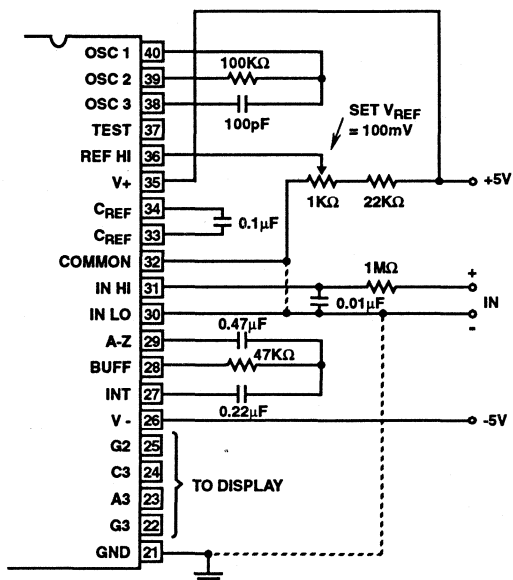 OSC 1 40
OSC 2 39 100KΩ
OSC 3 38 100pF
TEST 37
SET VREF = 100mV
REF HI 36
V+ 35
1KΩ 22KΩ +5V
CREF 34
0.1μF
CREF 33
COMMON 32
IN HI 31 1MΩ +
0.01μF IN
IN LO 30 -
A-Z 29 0.47μF
BUFF 28 47KΩ
INT 27 0.22μF
V - 26 -5V
G2 25
C3 24
TO DISPLAY
A3 23
G3 22
GND 21